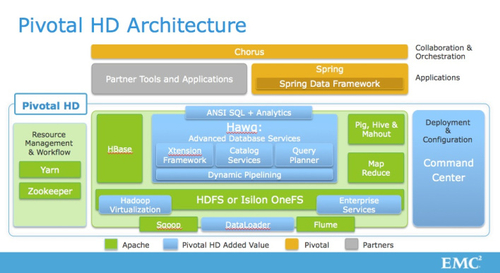 Pivotal HD Architecture
Chorus
Collaboration &
Orchestration
Partner Tools and Applications
Spring
Spring Data Framework
Applications
Pivotal HD
Resource
Management
& Workflow
Yarn
Zookeeper
HBase
ANSI SQL + Analytics
Hawq:
Advanced Database Services
Xtension
Framework
Catalog
Services
Query
Planner
Dynamic Pipelining
Pig, Hive &
Mahout
Map
Reduce
Deployment
&
Configuration
Command
Center
HDFS or Isilon OneFS
Hadoop
Virtualization
Enterprise
Services
Sqoop
DataLoader
Flume
Apache
Pivotal HD Added Value
Pivotal
Partners
EMC²